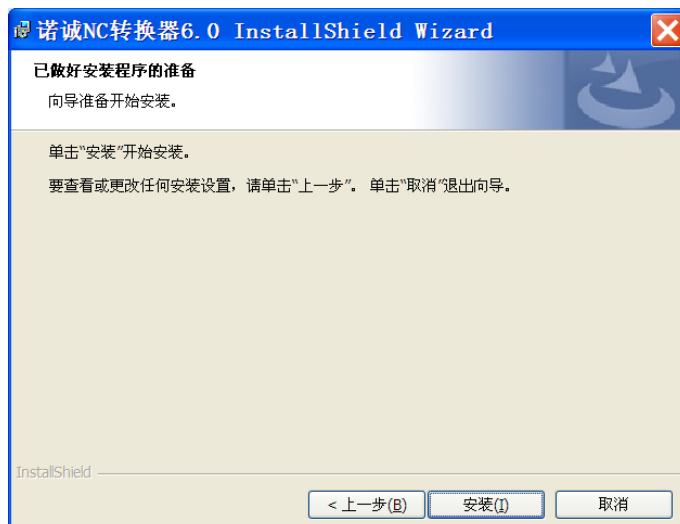 诺诚NC转换器6.0 InstallShield Wizard
已做好安装程序的准备
向导准备开始安装。
单击“安装”开始安装。
要查看或更改任何安装设置，请单击“上一步”。 单击“取消”退出向导。
InstallShield
< 上一步(B) 安装(I) 取消